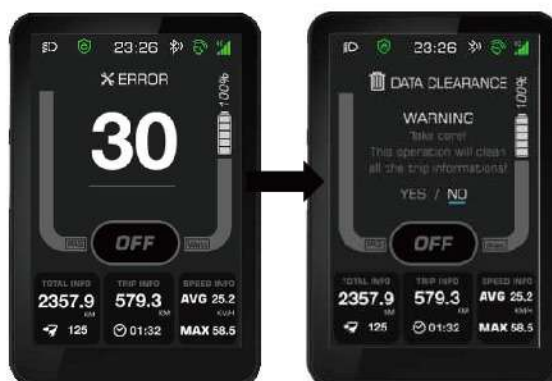 23:26
ERROR
100%
30
OFF
TOTAL INFO
TRIP INFO
SPEED INFO
2357.9
KM
579.3
KM
AVG 25.2
KM/H
125
01:32
MAX 58.5
23:26
DATA CLEARANCE
100%
WARNING
Take care!
This operation will clean
all the trip informations!
YES / NO
OFF
TOTAL INFO
TRIP INFO
SPEED INFO
2357.9
KM
579.3
KM
AVG 25.2
KM/H
125
01:32
MAX 58.5